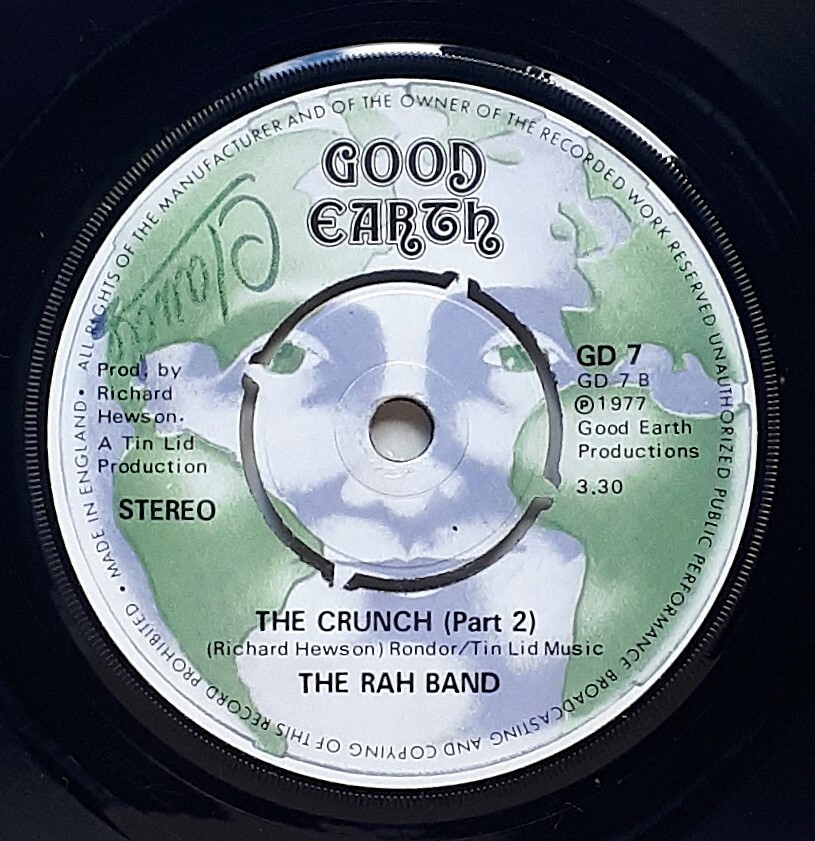 • ALL RIGHTS OF THE MANUFACTURER AND OF THE OWNER OF THE RECORDED WORK RESERVED UNAUTHORIZED PUBLIC PERFORMANCE BROADCASTING AND COPYING OF THIS RECORD PROHIBITED • MADE IN ENGLAND
GOOD
EARTH
Prod. by
Richard
Hewson.
A Tin Lid
Production
STEREO
GD 7
GD 7 B
℗1977
Good Earth
Productions
3.30
THE CRUNCH (Part 2)
(Richard Hewson) Rondor/Tin Lid Music
THE RAH BAND